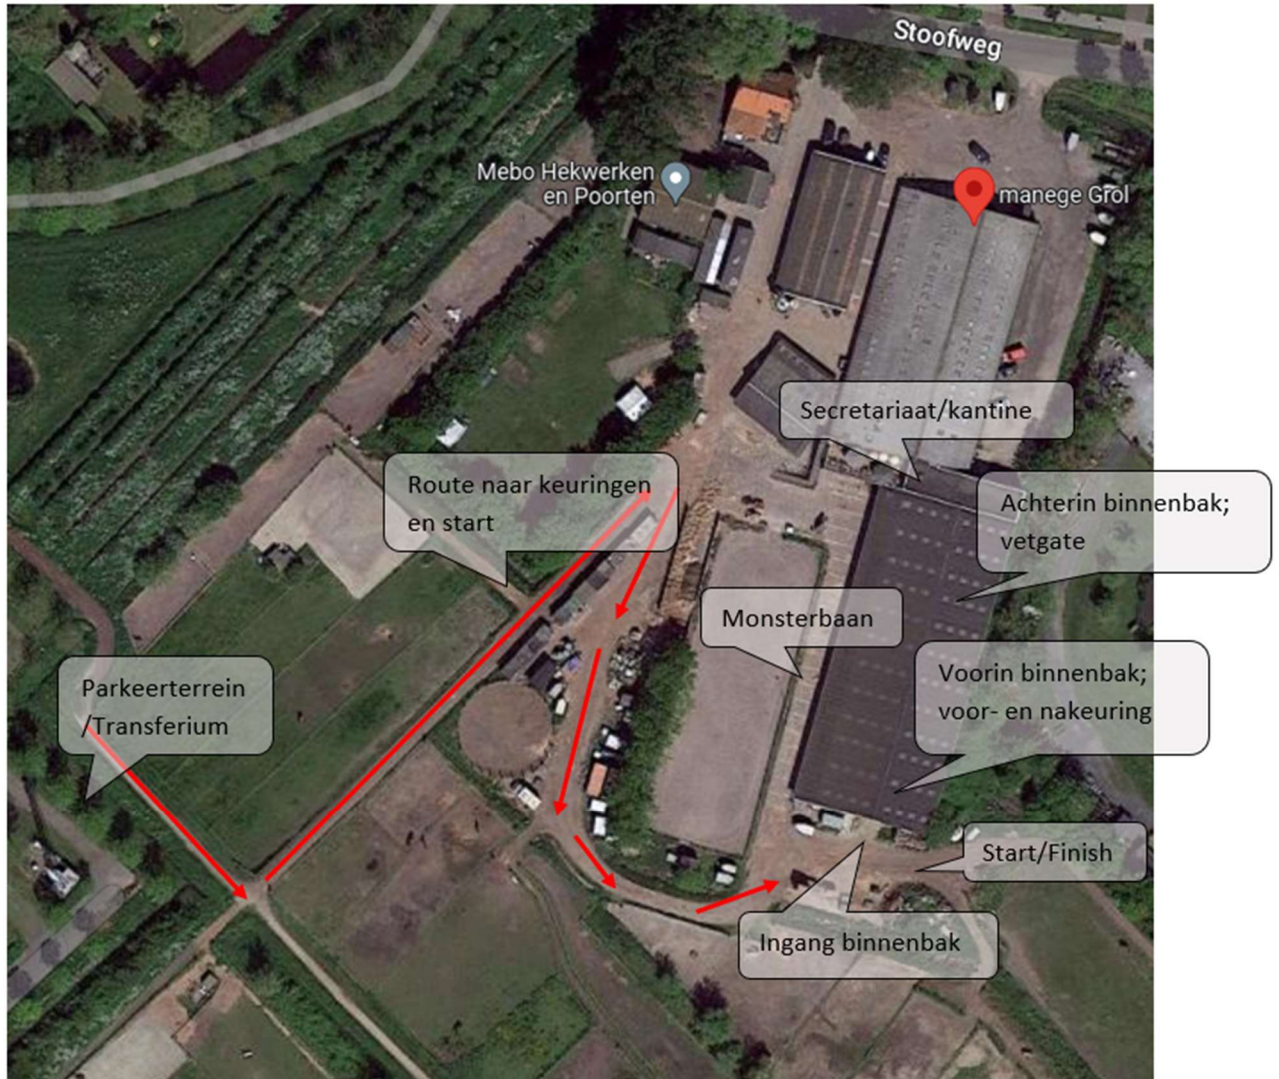 Stoofweg
Mebo Hekwerken
en Poorten
manege Grol
Secretariaat/kantine
Route naar keuringen
en start
Achterin binnenbak;
vetgate
Monsterbaan
Voorin binnenbak;
voor- en nakeuring
Parkeerterrein
/Transferium
Start/Finish
Ingang binnenbak